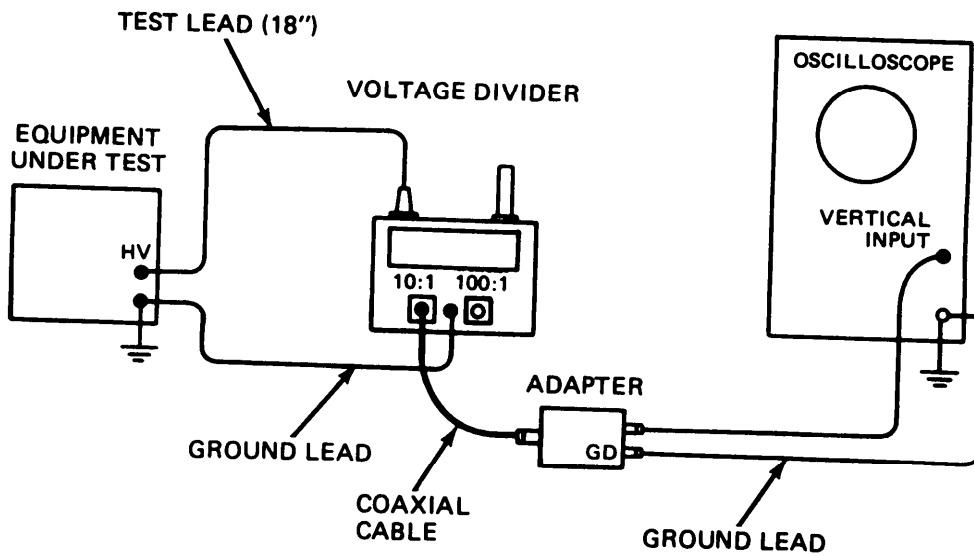 TEST LEAD (18")
VOLTAGE DIVIDER
OSCILLOSCOPE
EQUIPMENT
UNDER TEST
HV
10:1 100:1
VERTICAL
INPUT
ADAPTER
GD
GROUND LEAD
COAXIAL
CABLE
GROUND LEAD